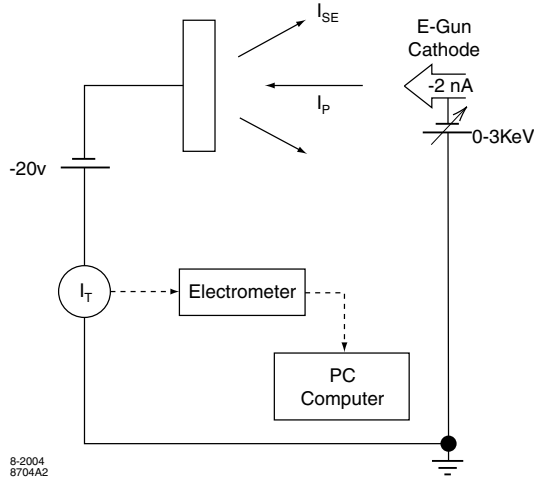 I_SE
E-Gun
Cathode
-2 nA
I_P
0-3KeV
-20v
I_T
Electrometer
PC
Computer
8-2004
8704A2